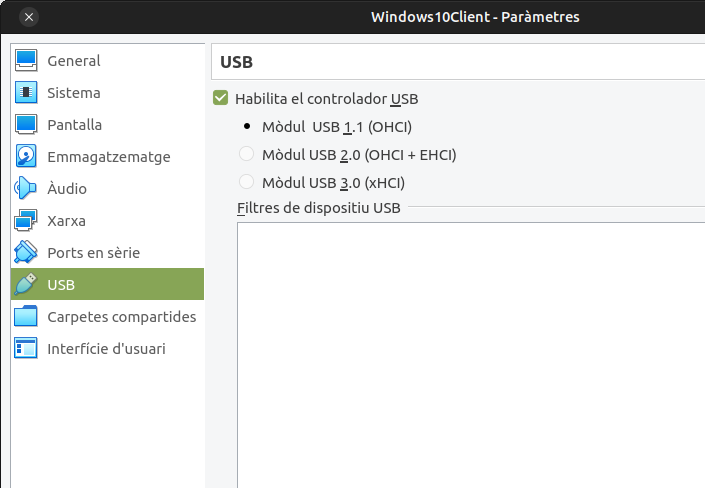 Windows10Client - Paràmetres
General
Sistema
Pantalla
Emmagatzematge
Àudio
Xarxa
Ports en sèrie
USB
Carpetes compartides
Interfície d'usuari
USB
Habilita el controlador USB
Mòdul  USB 1.1 (OHCI)
Mòdul USB 2.0 (OHCI + EHCI)
Mòdul USB 3.0 (xHCI)
Filtres de dispositiu USB